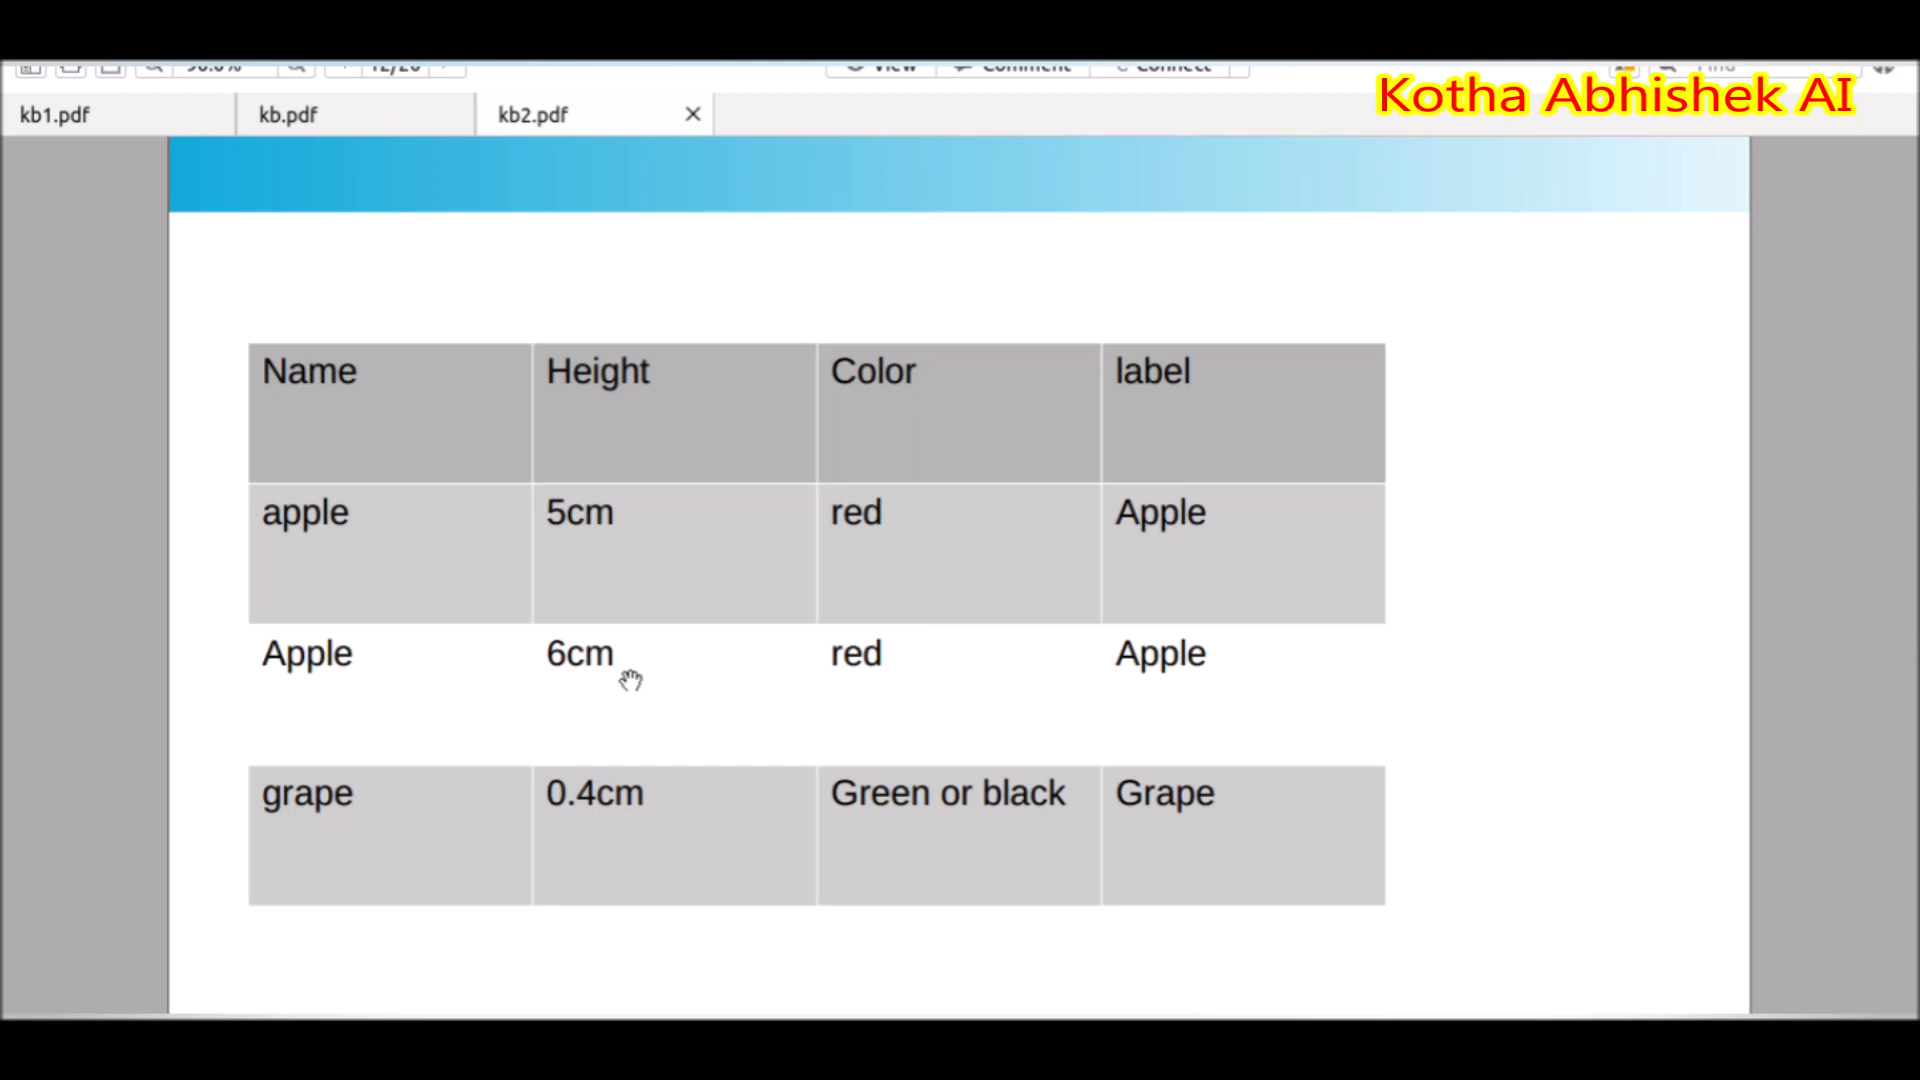 Kotha Abhishek AI
kb1.pdf
kb.pdf
kb2.pdf
Name Height Color label
apple 5cm red Apple
Apple 6cm red Apple
grape 0.4cm Green or black Grape